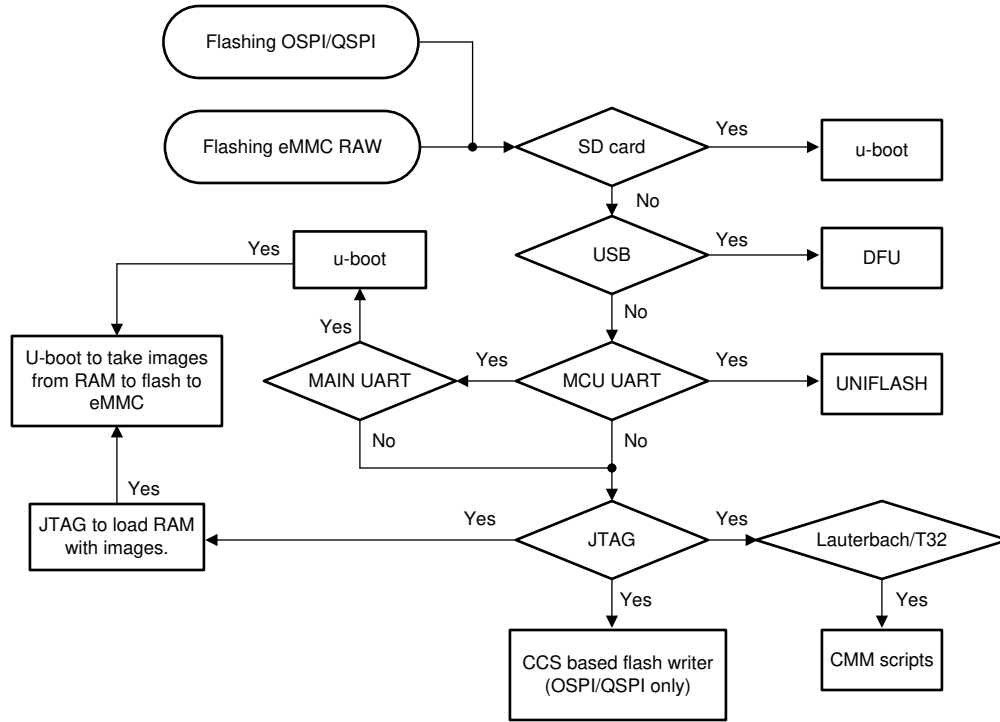 Flashing OSPI/QSPI
Flashing eMMC RAW
SD card
Yes
u-boot
No
USB
Yes
DFU
No
Yes
u-boot
Yes
U-boot to take images
from RAM to flash to
eMMC
MAIN UART
Yes
MCU UART
Yes
UNIFLASH
No
No
Yes
JTAG to load RAM
with images.
Yes
JTAG
Yes
Lauterbach/T32
Yes
Yes
CCS based flash writer
(OSPI/QSPI only)
CMM scripts